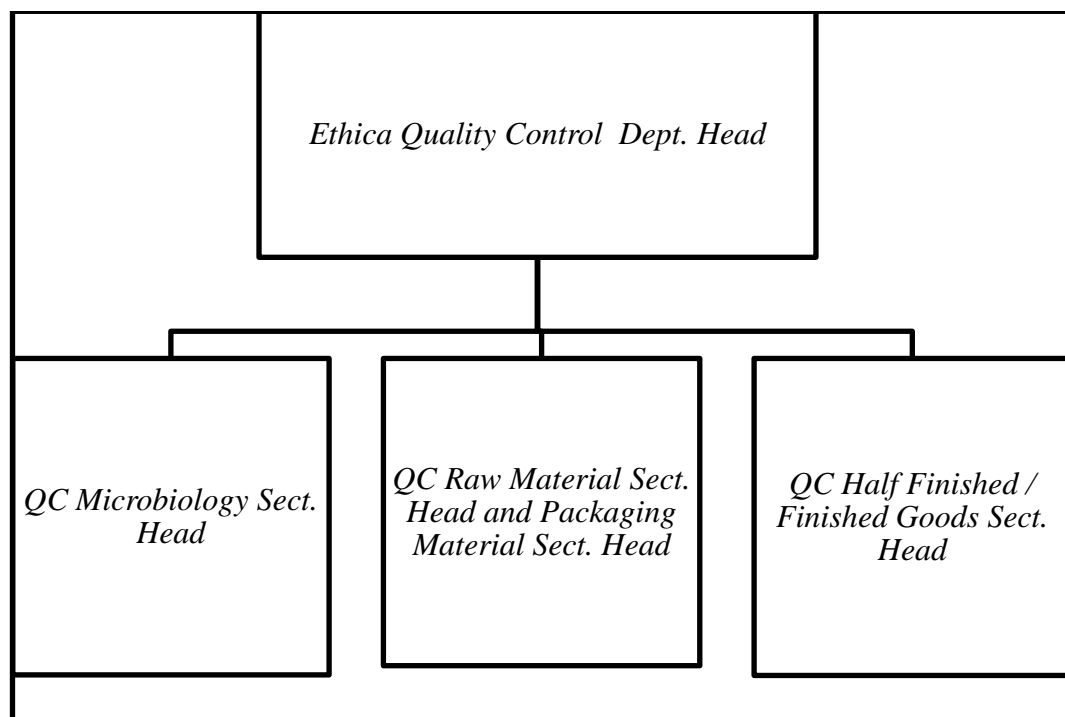 Ethica Quality Control  Dept. Head
QC Microbiology Sect.
Head
QC Raw Material Sect.
Head and Packaging
Material Sect. Head
QC Half Finished /
Finished Goods Sect.
Head